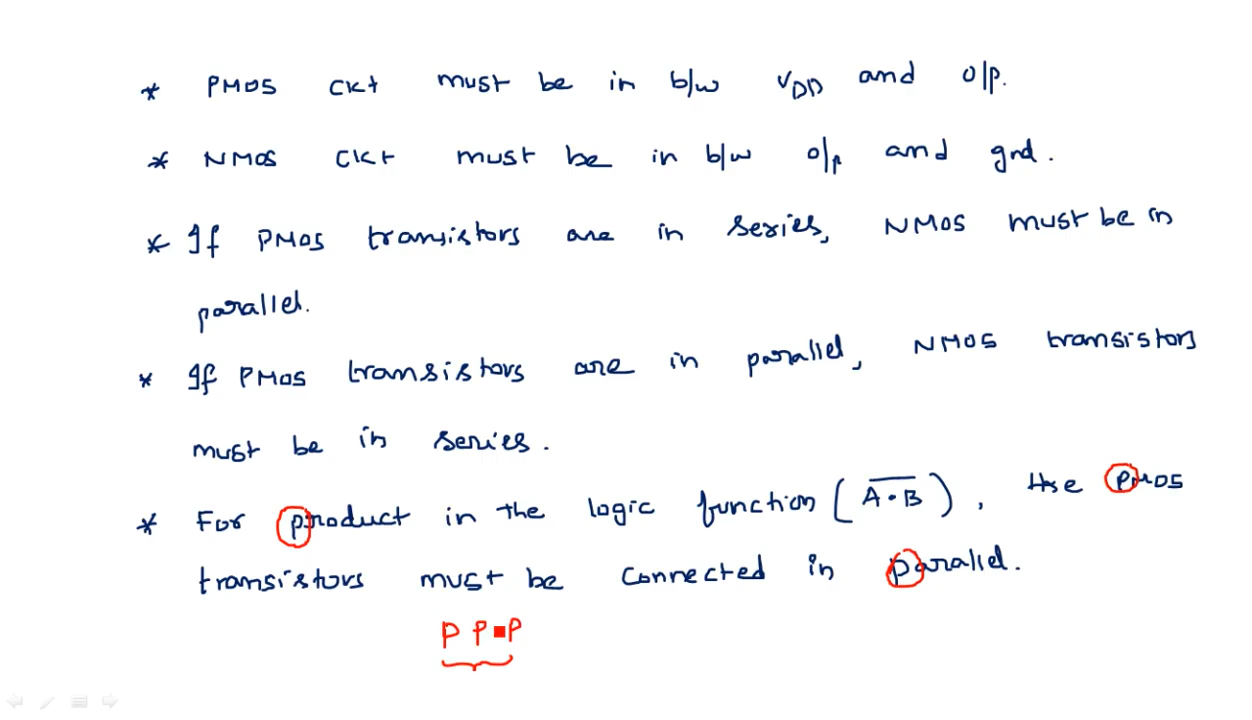 * PMOS ckt must be in b/w VDD and o/p.
* NMOS ckt must be in b/w o/p and gnd.
* If PMOS transistors are in series, NMOS must be in
parallel.
* If PMOS transistors are in parallel, NMOS transistors
must be in series.
* For product in the logic function (A̅ ̅·̅ ̅B̅), the PMOS
transistors must be connected in parallel.
P P P